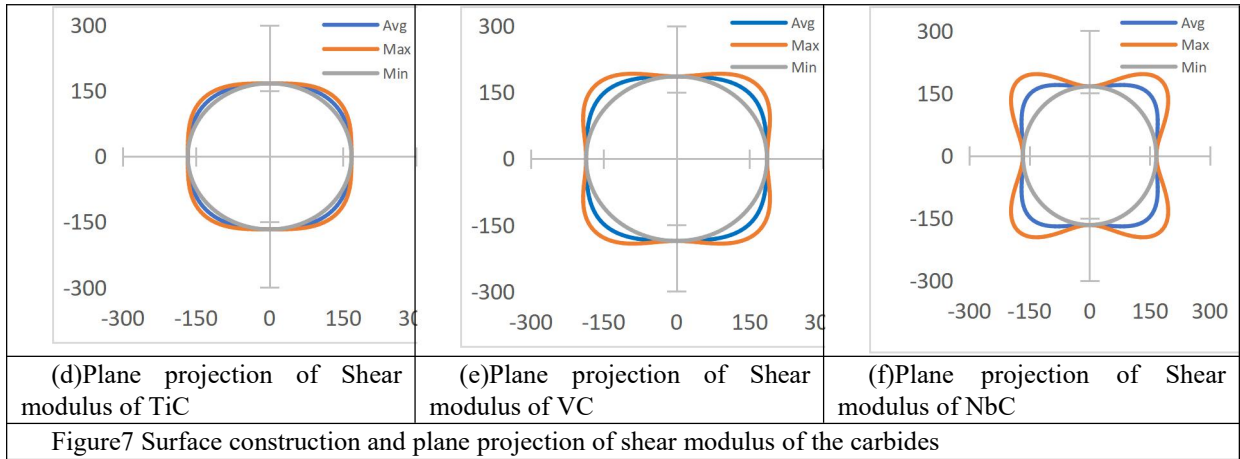 300
150
0
-150
-300
-300 -150 0 150 30
Avg
Max
Min
300
150
0
-150
-300
-300 -150 0 150 30
Avg
Max
Min
300
150
0
-150
-300
-300 -150 0 150 300
Avg
Max
Min
(d)Plane projection of Shear
modulus of TiC
(e)Plane projection of Shear
modulus of VC
(f)Plane projection of Shear
modulus of NbC
Figure7 Surface construction and plane projection of shear modulus of the carbides